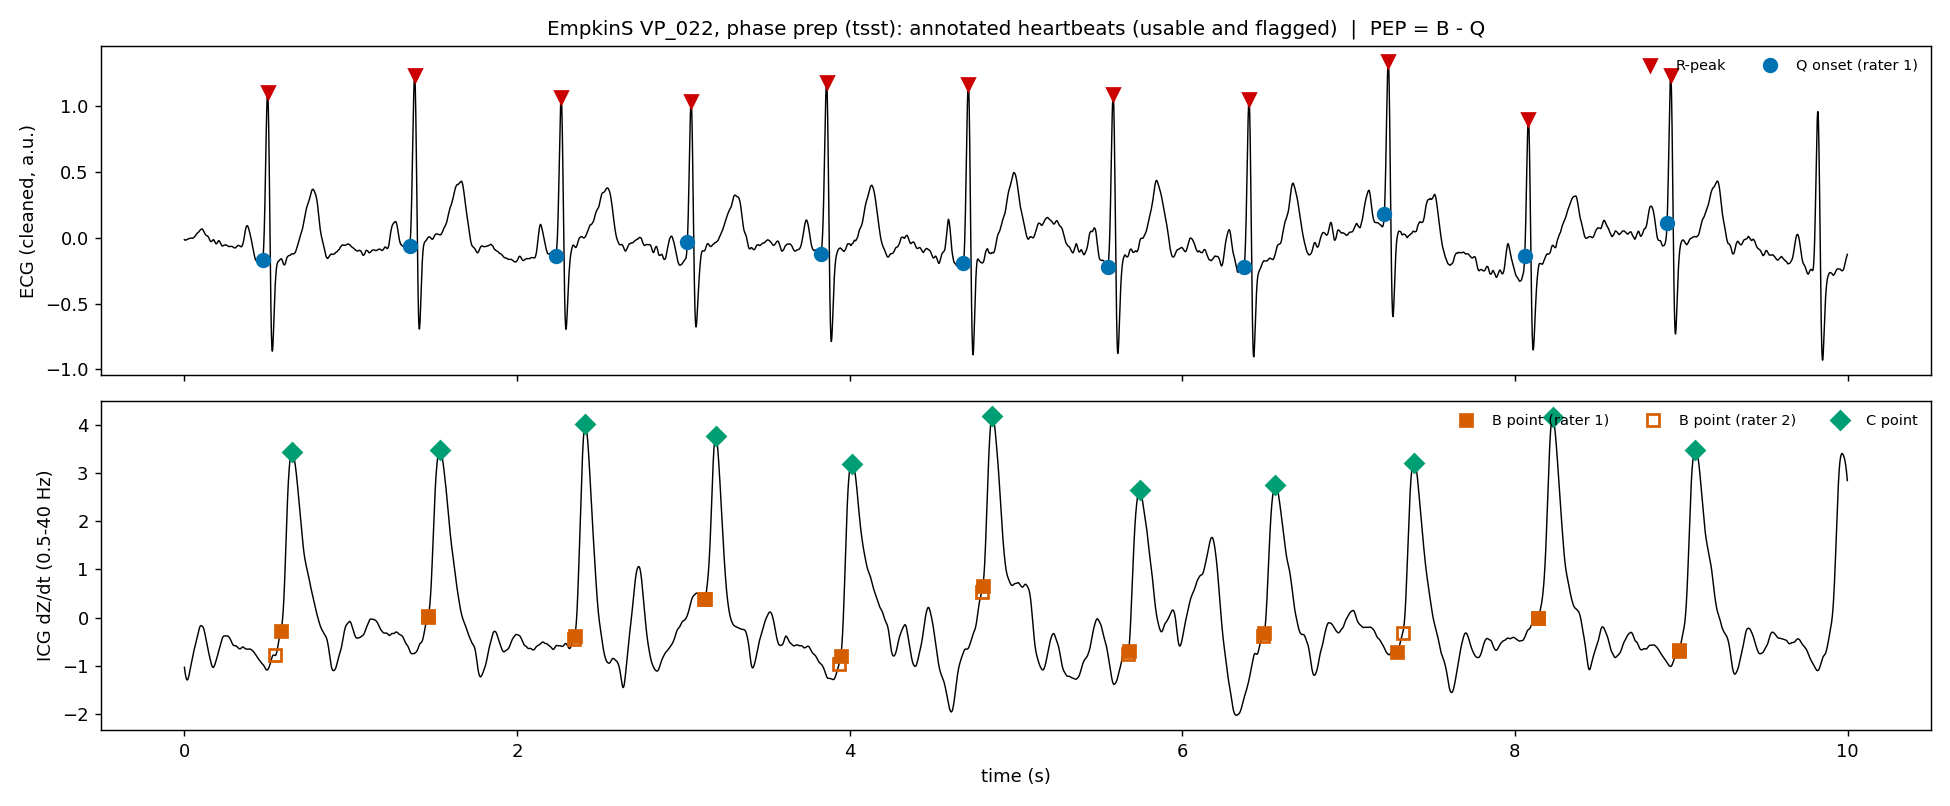 EmpkinS VP_022, phase prep (tsst): annotated heartbeats (usable and flagged)  |  PEP = B - Q
R-peak
Q onset (rater 1)
ECG (cleaned, a.u.)
1.0
0.5
0.0
−0.5
−1.0
B point (rater 1)
B point (rater 2)
C point
ICG dZ/dt (0.5-40 Hz)
4
3
2
1
0
−1
−2
0 2 4 6 8 10
time (s)